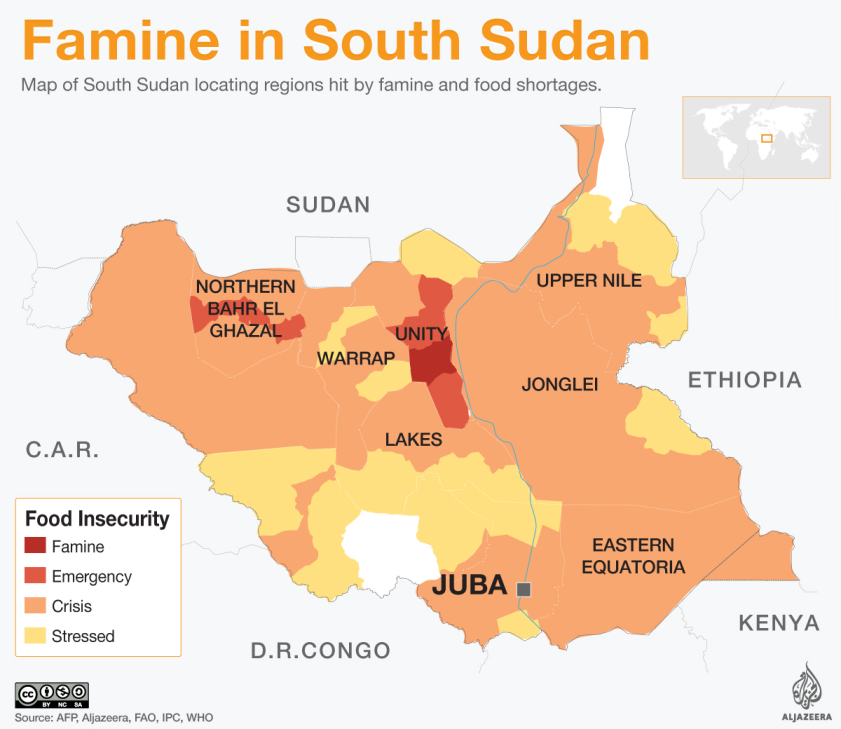 Famine in South Sudan
Map of South Sudan locating regions hit by famine and food shortages.
SUDAN
NORTHERN
BAHR EL
GHAZAL
UPPER NILE
UNITY
WARRAP
JONGLEI
ETHIOPIA
LAKES
C.A.R.
Food Insecurity
Famine
Emergency
Crisis
Stressed
EASTERN
EQUATORIA
JUBA
KENYA
D.R.CONGO
cc
BY NC SA
Source: AFP, Aljazeera, FAO, IPC, WHO
ALJAZEERA